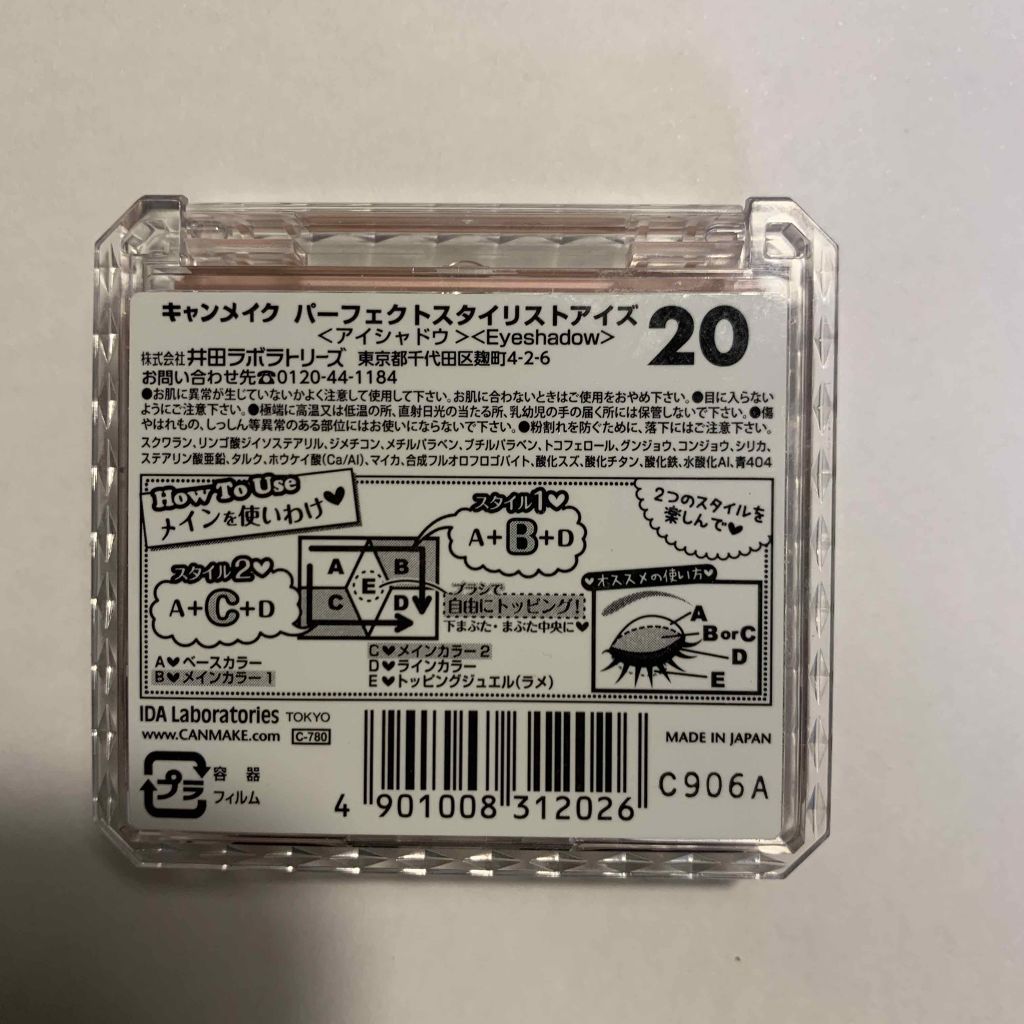 キャンメイク パーフェクトスタイリストアイズ 20
<アイシャドウ><Eyeshadow>
株式会社 井田ラボラトリーズ 東京都千代田区麹町4-2-6
お問い合わせ先☎0120-44-1184
●お肌に異常が生じていないかよく注意して使用して下さい。お肌に合わないときはご使用をおやめ下さい。●目に入らない
ようにご注意下さい。●極端に高温又は低温の所、直射日光の当たる所、乳幼児の手の届く所には保管しないで下さい。●傷
やはれもの、しっしん等異常のある部位にはお使いにならないで下さい。●粉割れを防ぐために、落下にはご注意下さい。
スクワラン、リンゴ酸ジイソステアリル、ジメチコン、メチルパラベン、ブチルパラベン、トコフェロール、グンジョウ、コンジョウ、シリカ、
ステアリン酸亜鉛、タルク、ホウケイ酸(Ca/Al)、マイカ、合成フルオロフロゴパイト、酸化スズ、酸化チタン、酸化鉄、水酸化Al、青404
How To Use
メインを使いわけ♥
スタイル1♥
A+B+D
2つのスタイルを
楽しんで♥
スタイル2♥
A+C+D
A
B
C
D
E
ブラシで
自由にトッピング!
下まぶた・まぶた中央に♥
♥オススメの使い方♥
A
B or C
D
E
A♥ベースカラー
B♥メインカラー1
C♥メインカラー2
D♥ラインカラー
E♥トッピングジュエル(ラメ)
IDA Laboratories TOKYO
www.CANMAKE.com C-780
MADE IN JAPAN
プラ
容器
フィルム
4 901008 312026
C906A